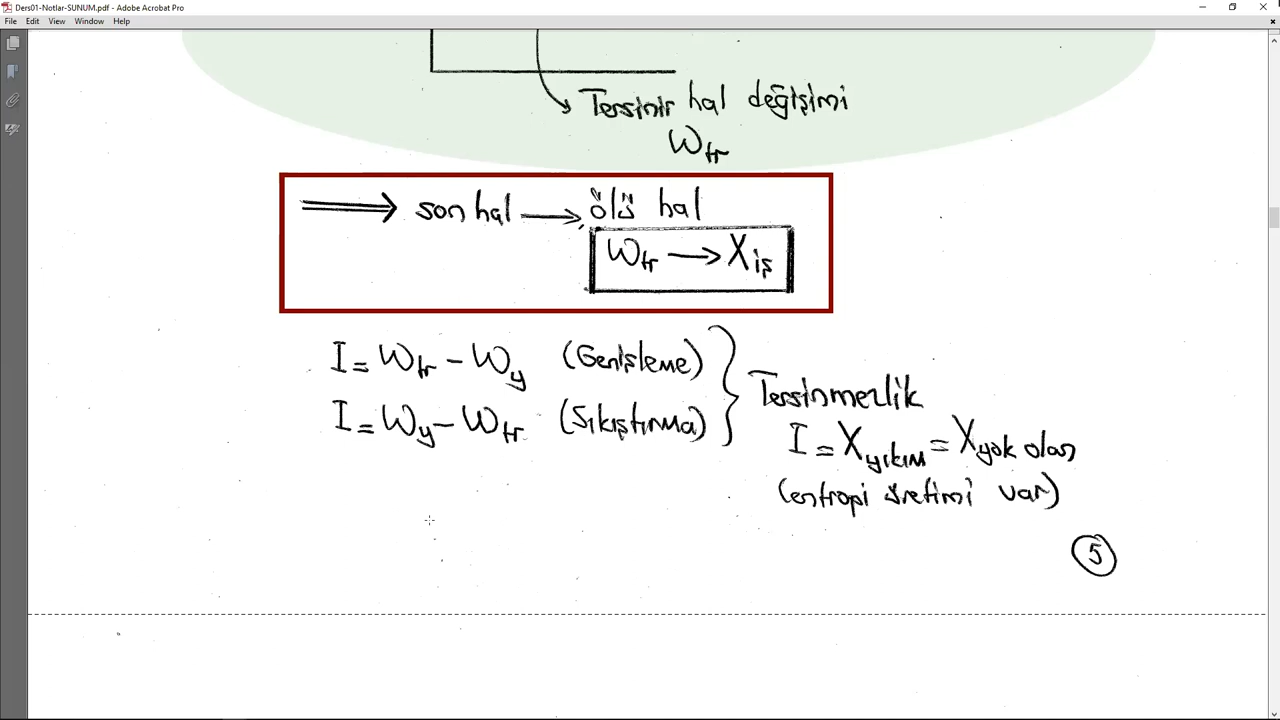 Ders01-Notlar-SUNUM.pdf - Adobe Acrobat Pro
File Edit View Window Help
Tersinir hal değişimi
Wtr
⟹ son hal → ölü hal
Wtr → Xiş
I = Wtr - Wy (Genişleme)
I = Wy - Wtr (Sıkıştırma)
Tersinmezlik
I = Xyıkım = Xyok olan
(entropi üretimi var)
5